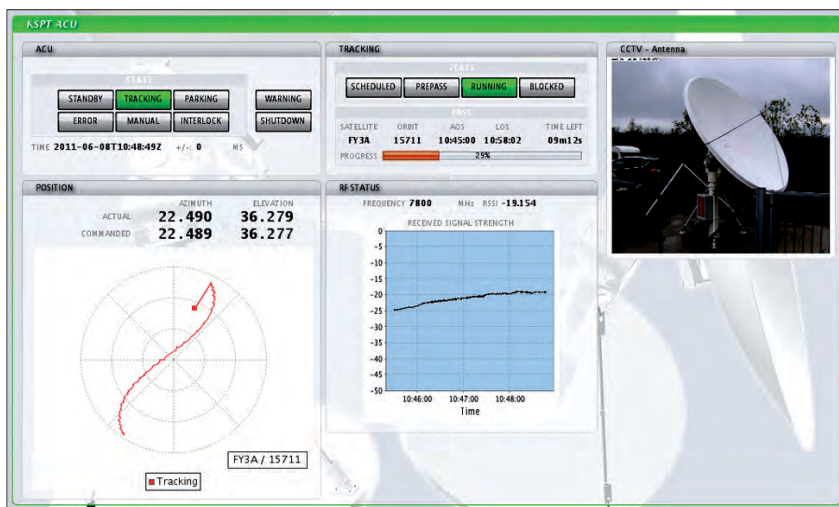 KSPT ACU
ACU
STATE
STANDBY TRACKING PARKING WARNING
ERROR MANUAL INTERLOCK SHUTDOWN
TIME 2011-06-08T10:48:49Z +/-: 0 MS
TRACKING
STATE
SCHEDULED PREPASS RUNNING BLOCKED
PASS
SATELLITE ORBIT AOS LOS TIME LEFT
FY3A 15711 10:45:00 10:58:02 09m12s
PROGRESS 29%
CCTV - Antenna
POSITION
AZIMUTH ELEVATION
ACTUAL 22.490 36.279
COMMANDED 22.489 36.277
FY3A / 15711
Tracking
RF STATUS
FREQUENCY 7800 MHz RSSI -19.154
RECEIVED SIGNAL STRENGTH
0
-5
-10
-15
-20
-25
-30
-35
-40
-45
-50
10:46:00 10:47:00 10:48:00
Time